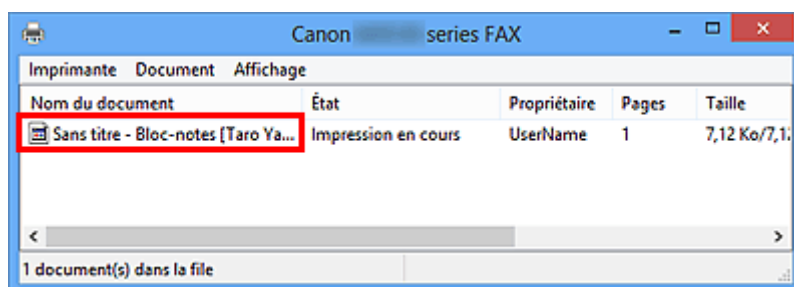 Canon series FAX
Imprimante Document Affichage
Nom du document État Propriétaire Pages Taille
Sans titre - Bloc-notes [Taro Ya... Impression en cours UserName 1 7,12 Ko/7,1
1 document(s) dans la file